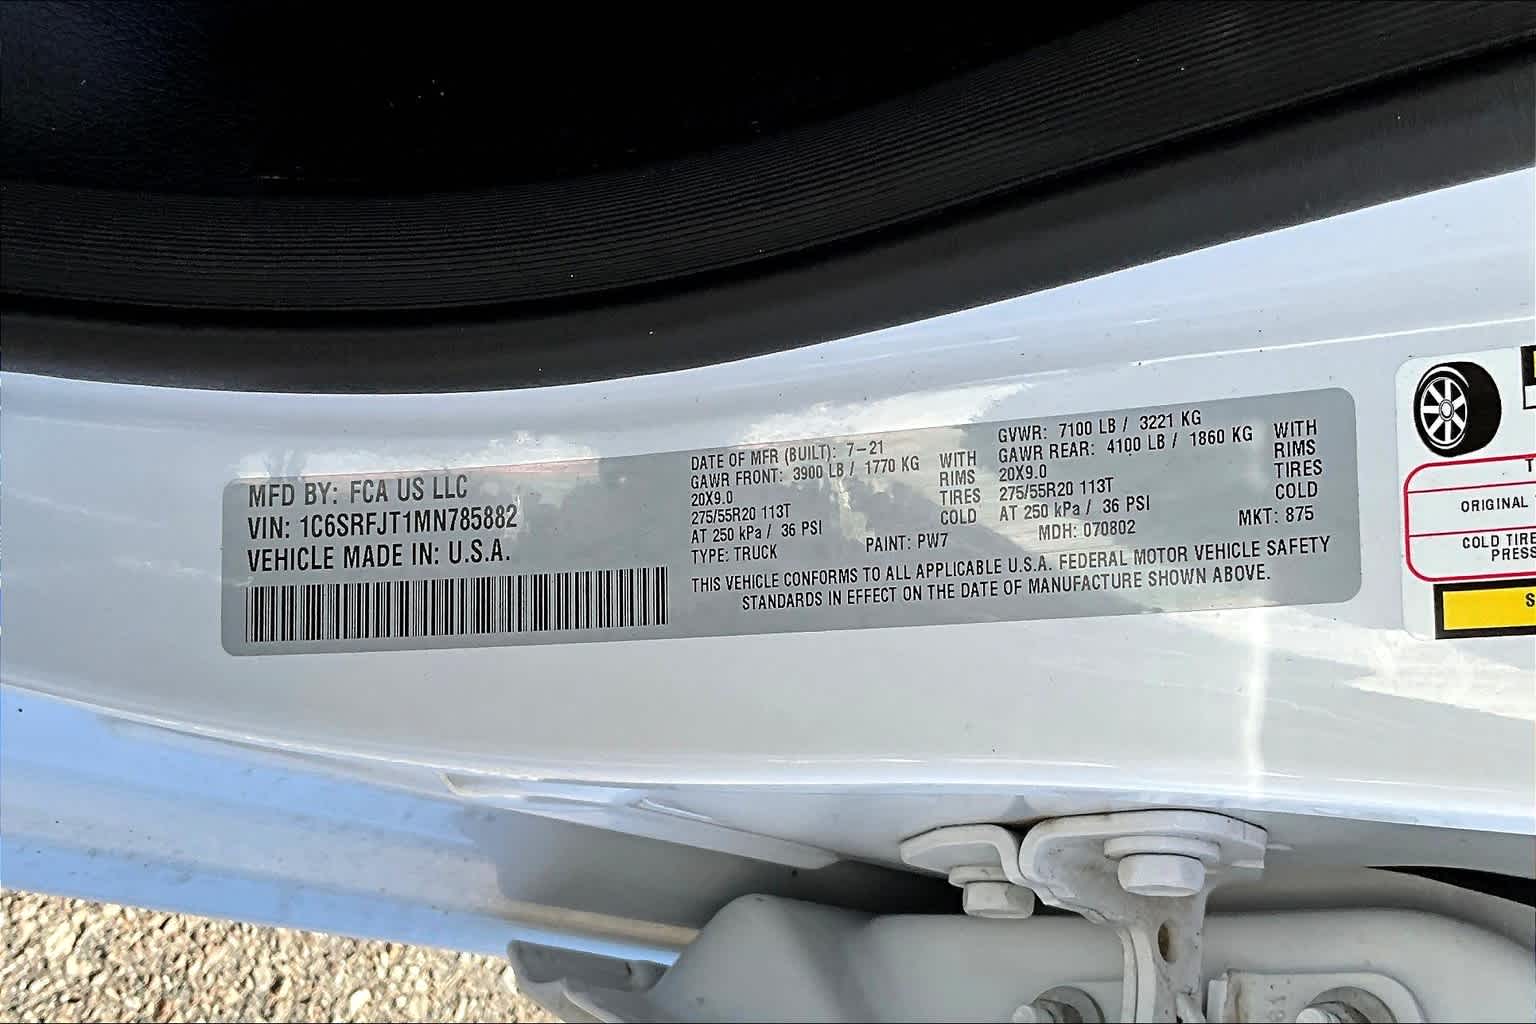 MFD BY: FCA US LLC
VIN: 1C6SRFJT1MN785882
VEHICLE MADE IN: U.S.A.
DATE OF MFR (BUILT): 7-21
GAWR FRONT: 3900 LB / 1770 KG WITH
20X9.0 RIMS
275/55R20 113T TIRES
AT 250 kPa / 36 PSI COLD
TYPE: TRUCK
PAINT: PW7
GVWR: 7100 LB / 3221 KG
GAWR REAR: 4100 LB / 1860 KG WITH
20X9.0 RIMS
275/55R20 113T TIRES
AT 250 kPa / 36 PSI COLD
MDH: 070802
MKT: 875
THIS VEHICLE CONFORMS TO ALL APPLICABLE U.S.A. FEDERAL MOTOR VEHICLE SAFETY
STANDARDS IN EFFECT ON THE DATE OF MANUFACTURE SHOWN ABOVE.
ORIGINAL
COLD TIRE
PRESS